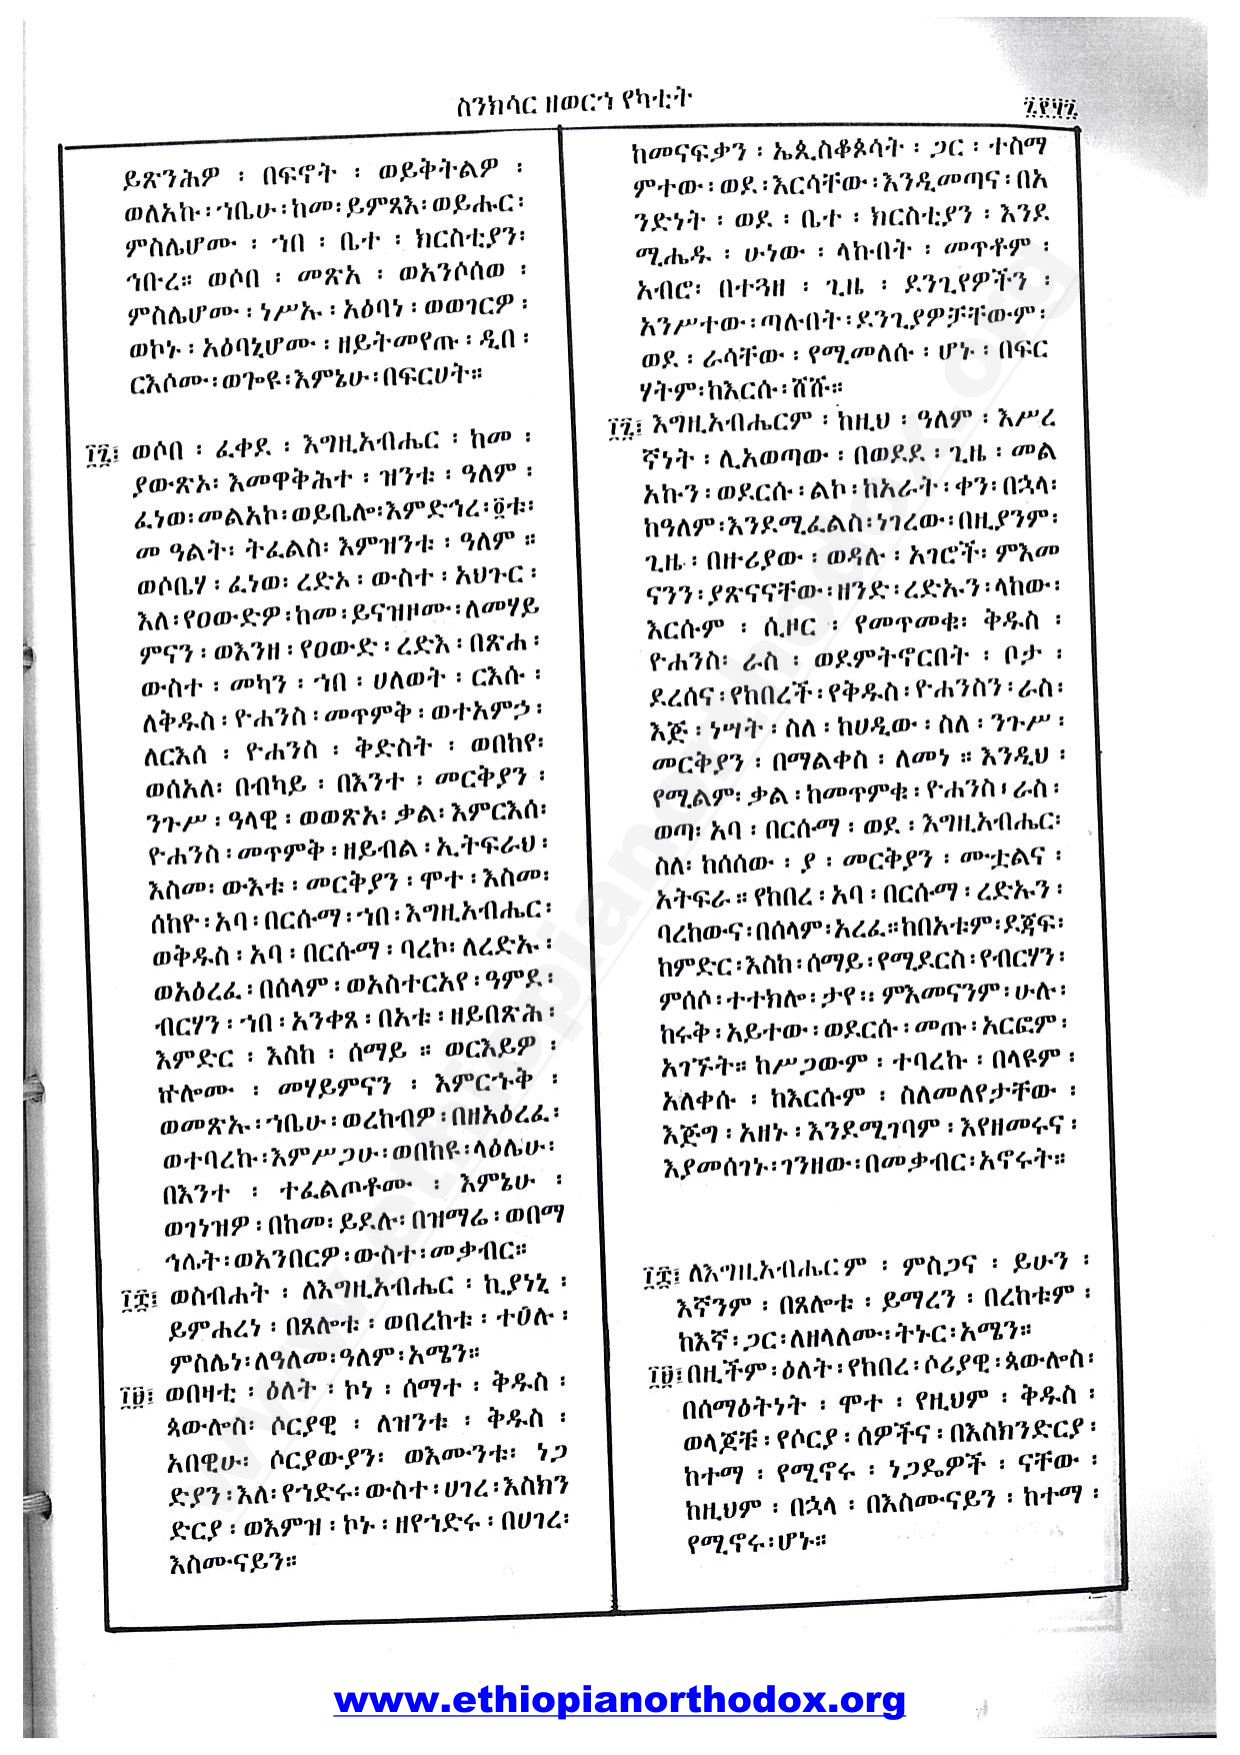 ስንክሳር ዘወርኀ የካቲት
ይጽንሕዎ ፡ በፍኖት ፡ ወይቅትልዎ ፡
ወለአኩ ፡ ኀቤሁ ፡ ከመ ፡ ይምጻእ ፡ ወይሑር ፡
ምስሌሆሙ ፡ ኀበ ፡ ቤተ ፡ ክርስቲያን ፡
ኅቡረ ። ወሶበ ፡ መጽአ ፡ ወአንሶሰወ ፡
ምስሌሆሙ ፡ ነሥኡ ፡ አዕባነ ፡ ወወገርዎ ፡
ወኮኑ ፡ አዕባኒሆሙ ፡ ዘይትመየጡ ፡ ዲበ ፡
ርእሶሙ ፡ ወጐዩ ፡ እምኔሁ ፡ በፍርሀት ።
፲፯፤ ወሶበ ፡ ፈቀደ ፡ እግዚአብሔር ፡ ከመ ፡
ያውጽኦ ፡ እመዋቅሕተ ፡ ዝንቱ ፡ ዓለም ፡
ፈነወ ፡ መልአኮ ፡ ወይቤሎ ፡ እምድኅረ ፡ ፬ቱ ፡
መ ዓልት ፡ ትፈልስ ፡ እምዝንቱ ፡ ዓለም ።
ወሶቤሃ ፡ ፈነወ ፡ ረድኦ ፡ ውስተ ፡ አህጉር ፡
እለ ፡ የዐውድዎ ፡ ከመ ፡ ይናዝዞሙ ፡ ለመሃይ
ምናን ፡ ወእንዘ ፡ የዐውድ ፡ ረድእ ፡ በጽሐ ፡
ውስተ ፡ መካን ፡ ኀበ ፡ ሀለወት ፡ ርእሱ ፡
ለቅዱስ ፡ ዮሐንስ ፡ መጥምቅ ፡ ወተአምኃ ፡
ለርእሰ ፡ ዮሐንስ ፡ ቅድስት ፡ ወበከየ ፡
ወሰአለ ፡ በብካይ ፡ በእንተ ፡ መርቅያን ፡
ንጉሥ ፡ ዓላዊ ፡ ወወጽአ ፡ ቃል ፡ እምርእሰ ፡
ዮሐንስ ፡ መጥምቅ ፡ ዘይብል ፡ ኢትፍራህ ፡
እስመ ፡ ውእቱ ፡ መርቅያን ፡ ሞተ ፡ እስመ ፡
ሰከዮ ፡ አባ ፡ በርሱማ ፡ ኀበ ፡ እግዚአብሔር ፡
ወቅዱስ ፡ አባ ፡ በርሱማ ፡ ባረኮ ፡ ለረድኡ ፡
ወአዕረፈ ፡ በሰላም ፡ ወአስተርአየ ፡ ዓምደ ፡
ብርሃን ፡ ኀበ ፡ አንቀጸ ፡ በአቱ ፡ ዘይበጽሕ ፡
እምድር ፡ እስከ ፡ ሰማይ ። ወርእይዎ ፡
ኵሎሙ ፡ መሃይምናን ፡ እምርኁቅ ፡
ወመጽኡ ፡ ኀቤሁ ፡ ወረከብዎ ፡ በዘአዕረፈ ፡
ወተባረኩ ፡ እምሥጋሁ ፡ ወበከዩ ፡ ላዕሌሁ ፡
በእንተ ፡ ተፈልጦቶሙ ፡ እምኔሁ ፡
ወገነዝዎ ፡ በከመ ፡ ይደሉ ፡ በዝማሬ ፡ ወበማ
ኅሌት ፡ ወአንበርዎ ፡ ውስተ ፡ መቃብር ።
፲፰፤ ወስብሐት ፡ ለእግዚአብሔር ፡ ኪያነኒ ፡
ይምሐረነ ፡ በጸሎቱ ፡ ወበረከቱ ፡ ተሀሉ ፡
ምስሌነ ፡ ለዓለመ ፡ ዓለም ፡ አሜን ።
፲፱፤ ወበዛቲ ፡ ዕለት ፡ ኮነ ፡ ሰማተ ፡ ቅዱስ ፡
ጳውሎስ ፡ ሶርያዊ ፡ ለዝንቱ ፡ ቅዱስ ፡
አበዊሁ ፡ ሶርያውያን ፡ ወእሙንቱ ፡ ነጋ
ድያን ፡ እለ ፡ የኀድሩ ፡ ውስተ ፡ ሀገረ ፡ እስክን
ድርያ ፡ ወእምዝ ፡ ኮኑ ፡ ዘየኀድሩ ፡ በሀገረ ፡
እስሙናይን ።
ከመናፍቃን ፡ ኤጲስቆጶሳት ፡ ጋር ፡ ተስማ
ምተው ፡ ወደ ፡ እርሳቸው ፡ እንዲመጣና ፡ በአ
ንድነት ፡ ወደ ፡ ቤተ ፡ ክርስቲያን ፡ እንደ
ሚሔዱ ፡ ሁነው ፡ ላኩበት ፡ መጥቶም ፡
አብሮ ፡ በተጓዘ ፡ ጊዜ ፡ ደንጊያዎችን ፡
አንሥተው ፡ ጣሉበት ፡ ደንጊያዎቻቸውም ፡
ወደ ፡ ራሳቸው ፡ የሚመለሱ ፡ ሆኑ ፡ በፍር
ሃትም ፡ ከእርሱ ፡ ሸሹ ።
፲፯፤ እግዚአብሔርም ፡ ከዚህ ፡ ዓለም ፡ እሥረ
ኛነት ፡ ሊአወጣው ፡ በወደደ ፡ ጊዜ ፡ መል
አኩን ፡ ወደርሱ ፡ ልኮ ፡ ከአራት ፡ ቀን ፡ በኋላ ፡
ከዓለም ፡ እንደሚፈልስ ፡ ነገረው ፡ በዚያንም ፡
ጊዜ ፡ በዙሪያው ፡ ወዳሉ ፡ አገሮች ፡ ምእመ
ናንን ፡ ያጽናናቸው ፡ ዘንድ ፡ ረድኡን ፡ ላከው ፡
እርሱም ፡ ሲዞር ፡ የመጥመቁ ፡ ቅዱስ ፡
ዮሐንስ ፡ ራስ ፡ ወደምትኖርበት ፡ ቦታ ፡
ደረሰና ፡ የከበረች ፡ የቅዱስ ፡ ዮሐንስን ፡ ራስ ፡
እጅ ፡ ነሣት ፡ ስለ ፡ ከሀዲው ፡ ስለ ፡ ንጉሥ ፡
መርቅያን ፡ በማልቀስ ፡ ለመነ ። እንዲህ ፡
የሚልም ፡ ቃል ፡ ከመጥምቁ ፡ ዮሐንስ ፡ ራስ ፡
ወጣ ፡ አባ ፡ በርሱማ ፡ ወደ ፡ እግዚአብሔር ፡
ስለ ፡ ከሰሰው ፡ ያ ፡ መርቅያን ፡ ሙቷልና ፡
አትፍራ ። የከበረ ፡ አባ ፡ በርሱማ ፡ ረድኡን ፡
ባረከውና ፡ በሰላም ፡ አረፈ ። ከበአቱም ፡ ደጃፍ ፡
ከምድር ፡ እስከ ፡ ሰማይ ፡ የሚደርስ ፡ የብርሃን ፡
ምሰሶ ፡ ተተክሎ ፡ ታየ ። ምእመናንም ፡ ሁሉ ፡
ከሩቅ ፡ አይተው ፡ ወደርሱ ፡ መጡ ፡ አርፎም ፡
አገኙት ። ከሥጋውም ፡ ተባረኩ ፡ በላዩም ፡
አለቀሱ ፡ ከእርሱም ፡ ስለመለየታቸው ፡
እጅግ ፡ አዘኑ ፡ እንደሚገባም ፡ እየዘመሩና ፡
እያመሰገኑ ፡ ገንዘው ፡ በመቃብር ፡ አኖሩት ።
፲፰፤ ለእግዚአብሔርም ፡ ምስጋና ፡ ይሁን ፡
እኛንም ፡ በጸሎቱ ፡ ይማረን ፡ በረከቱም ፡
ከእኛ ፡ ጋር ፡ ለዘላለሙ ፡ ትኑር ፡ አሜን ።
፲፱፤ በዚችም ፡ ዕለት ፡ የከበረ ፡ ሶሪያዊ ፡ ጳውሎስ ፡
በሰማዕትነት ፡ ሞተ ፡ የዚህም ፡ ቅዱስ ፡
ወላጆቹ ፡ የሶርያ ፡ ሰዎችና ፡ በእስክንድርያ ፡
ከተማ ፡ የሚኖሩ ፡ ነጋዴዎች ፡ ናቸው ፡
ከዚህም ፡ በኋላ ፡ በእስሙናይን ፡ ከተማ ፡
የሚኖሩ ፡ ሆኑ ።
www.ethiopianorthodox.org